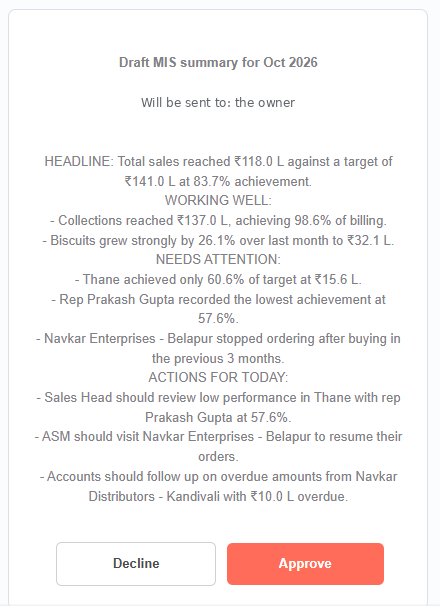 Draft MIS summary for Oct 2026
Will be sent to: the owner
HEADLINE: Total sales reached ₹118.0 L against a target of
₹141.0 L at 83.7% achievement.
WORKING WELL:
- Collections reached ₹137.0 L, achieving 98.6% of billing.
- Biscuits grew strongly by 26.1% over last month to ₹32.1 L.
NEEDS ATTENTION:
- Thane achieved only 60.6% of target at ₹15.6 L.
- Rep Prakash Gupta recorded the lowest achievement at
57.6%.
- Navkar Enterprises - Belapur stopped ordering after buying in
the previous 3 months.
ACTIONS FOR TODAY:
- Sales Head should review low performance in Thane with rep
Prakash Gupta at 57.6%.
- ASM should visit Navkar Enterprises - Belapur to resume their
orders.
- Accounts should follow up on overdue amounts from Navkar
Distributors - Kandivali with ₹10.0 L overdue.
Decline
Approve